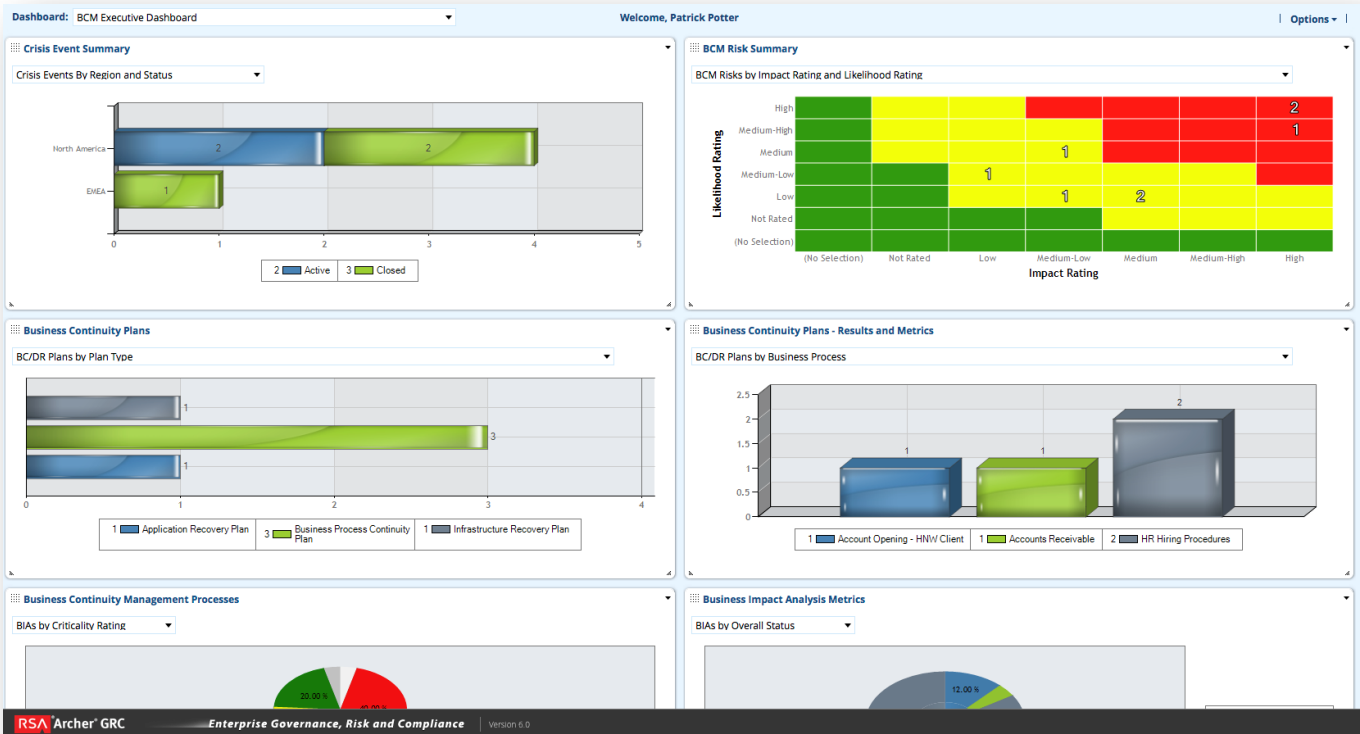 Dashboard: BCM Executive Dashboard
Welcome, Patrick Potter
Options
Crisis Event Summary
Crisis Events By Region and Status
North America
2
2
EMEA
1
0 1 2 3 4 5
2 Active 3 Closed
BCM Risk Summary
BCM Risks by Impact Rating and Likelihood Rating
Likelihood Rating
High 2
Medium-High 1
Medium 1
Medium-Low 1
Low 1 2
Not Rated
(No Selection)
(No Selection) Not Rated Low Medium-Low Medium Medium-High High
Impact Rating
Business Continuity Plans
BC/DR Plans by Plan Type
1
3
1
0 1 2 3 4
1 Application Recovery Plan 3 Business Process Continuity 1 Infrastructure Recovery Plan
Plan
Business Continuity Plans - Results and Metrics
BC/DR Plans by Business Process
2.5
2
1.5
1
0.5
0
1 1 2
1 Account Opening - HNW Client 1 Accounts Receivable 2 HR Hiring Procedures
Business Continuity Management Processes
BIAs by Criticality Rating
20.00 %
40.00 %
Business Impact Analysis Metrics
BIAs by Overall Status
12.00 %
RSA Archer® GRC Enterprise Governance, Risk and Compliance Version 6.0